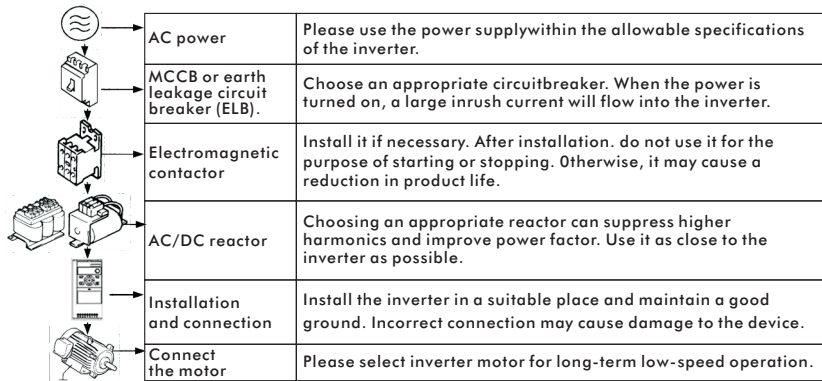 AC power
Please use the power supplywithin the allowable specifications
of the inverter.
MCCB or earth
leakage circuit
breaker (ELB).
Choose an appropriate circuitbreaker. When the power is
turned on, a large inrush current will flow into the inverter.
Electromagnetic
contactor
Install it if necessary. After installation. do not use it for the
purpose of starting or stopping. 0therwise, it may cause a
reduction in product life.
AC/DC reactor
Choosing an appropriate reactor can suppress higher
harmonics and improve power factor. Use it as close to the
inverter as possible.
Installation
and connection
Install the inverter in a suitable place and maintain a good
ground. Incorrect connection may cause damage to the device.
Connect
the motor
Please select inverter motor for long-term low-speed operation.